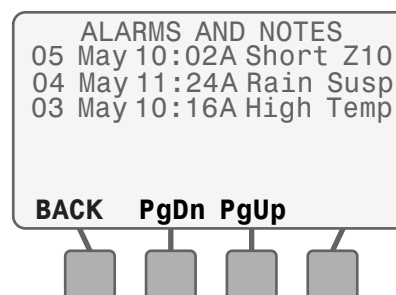 ALARMS AND NOTES
05 May 10:02A Short Z10
04 May 11:24A Rain Susp
03 May 10:16A High Temp
BACK PgDn PgUp